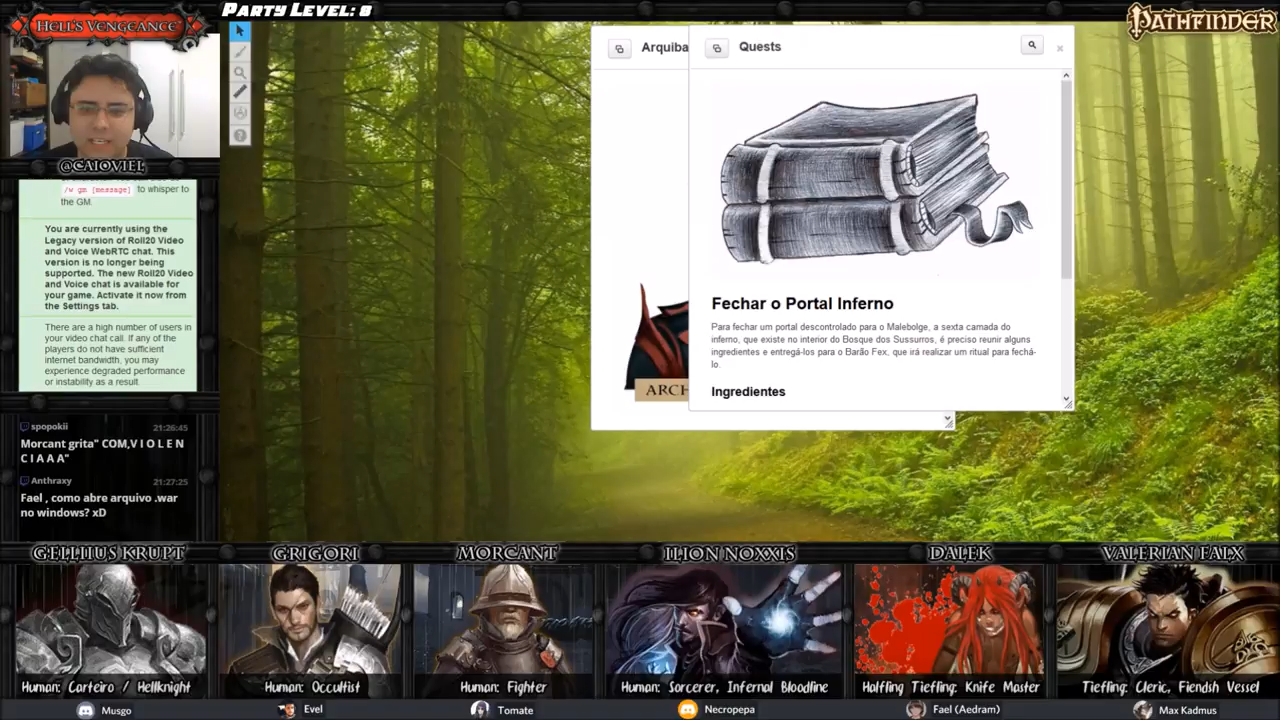 HELL'S VENGEANCE
PARTY LEVEL: 8
PATHFINDER
@CAIOVIEL
/w gm [message] to whisper to
the GM.
You are currently using the
Legacy version of Roll20 Video
and Voice WebRTC chat. This
version is no longer being
supported. The new Roll20 Video
and Voice chat is available for
your game. Activate it now from
the Settings tab.
There are a high number of users in
your video chat call. If any of the
players do not have sufficient
internet bandwidth, you may
experience degraded performance
or instability as a result
Arquiba
Quests
Fechar o Portal Inferno
Para fechar um portal descontrolado para o Malebolge, a sexta camada do
inferno, que existe no interior do Bosque dos Sussurros, é preciso reunir alguns
ingredientes e entregá-los para o Barão Fex, que irá realizar um ritual para fechá-
lo.
Ingredientes
ARCH
spopokii 21:26:45
Morcant grita" COM,V I O L E N
C I A A A"
Anthraxy 21:27:25
Fael , como abre arquivo .war
no windows? xD
GELLIUS KRUPT GRIGORI MORCANT ILION NOXXIS DALEK VALERIAN FALX
Human: Carteiro / Hellknight Human: Occultist Human: Fighter Human: Sorcerer, Infernal Bloodline Halfling Tiefling: Knife Master Tiefling: Cleric, Fiendsh Vessel
Musgo Evel Tomate Necropepa Fael (Aedram) Max Kadmus